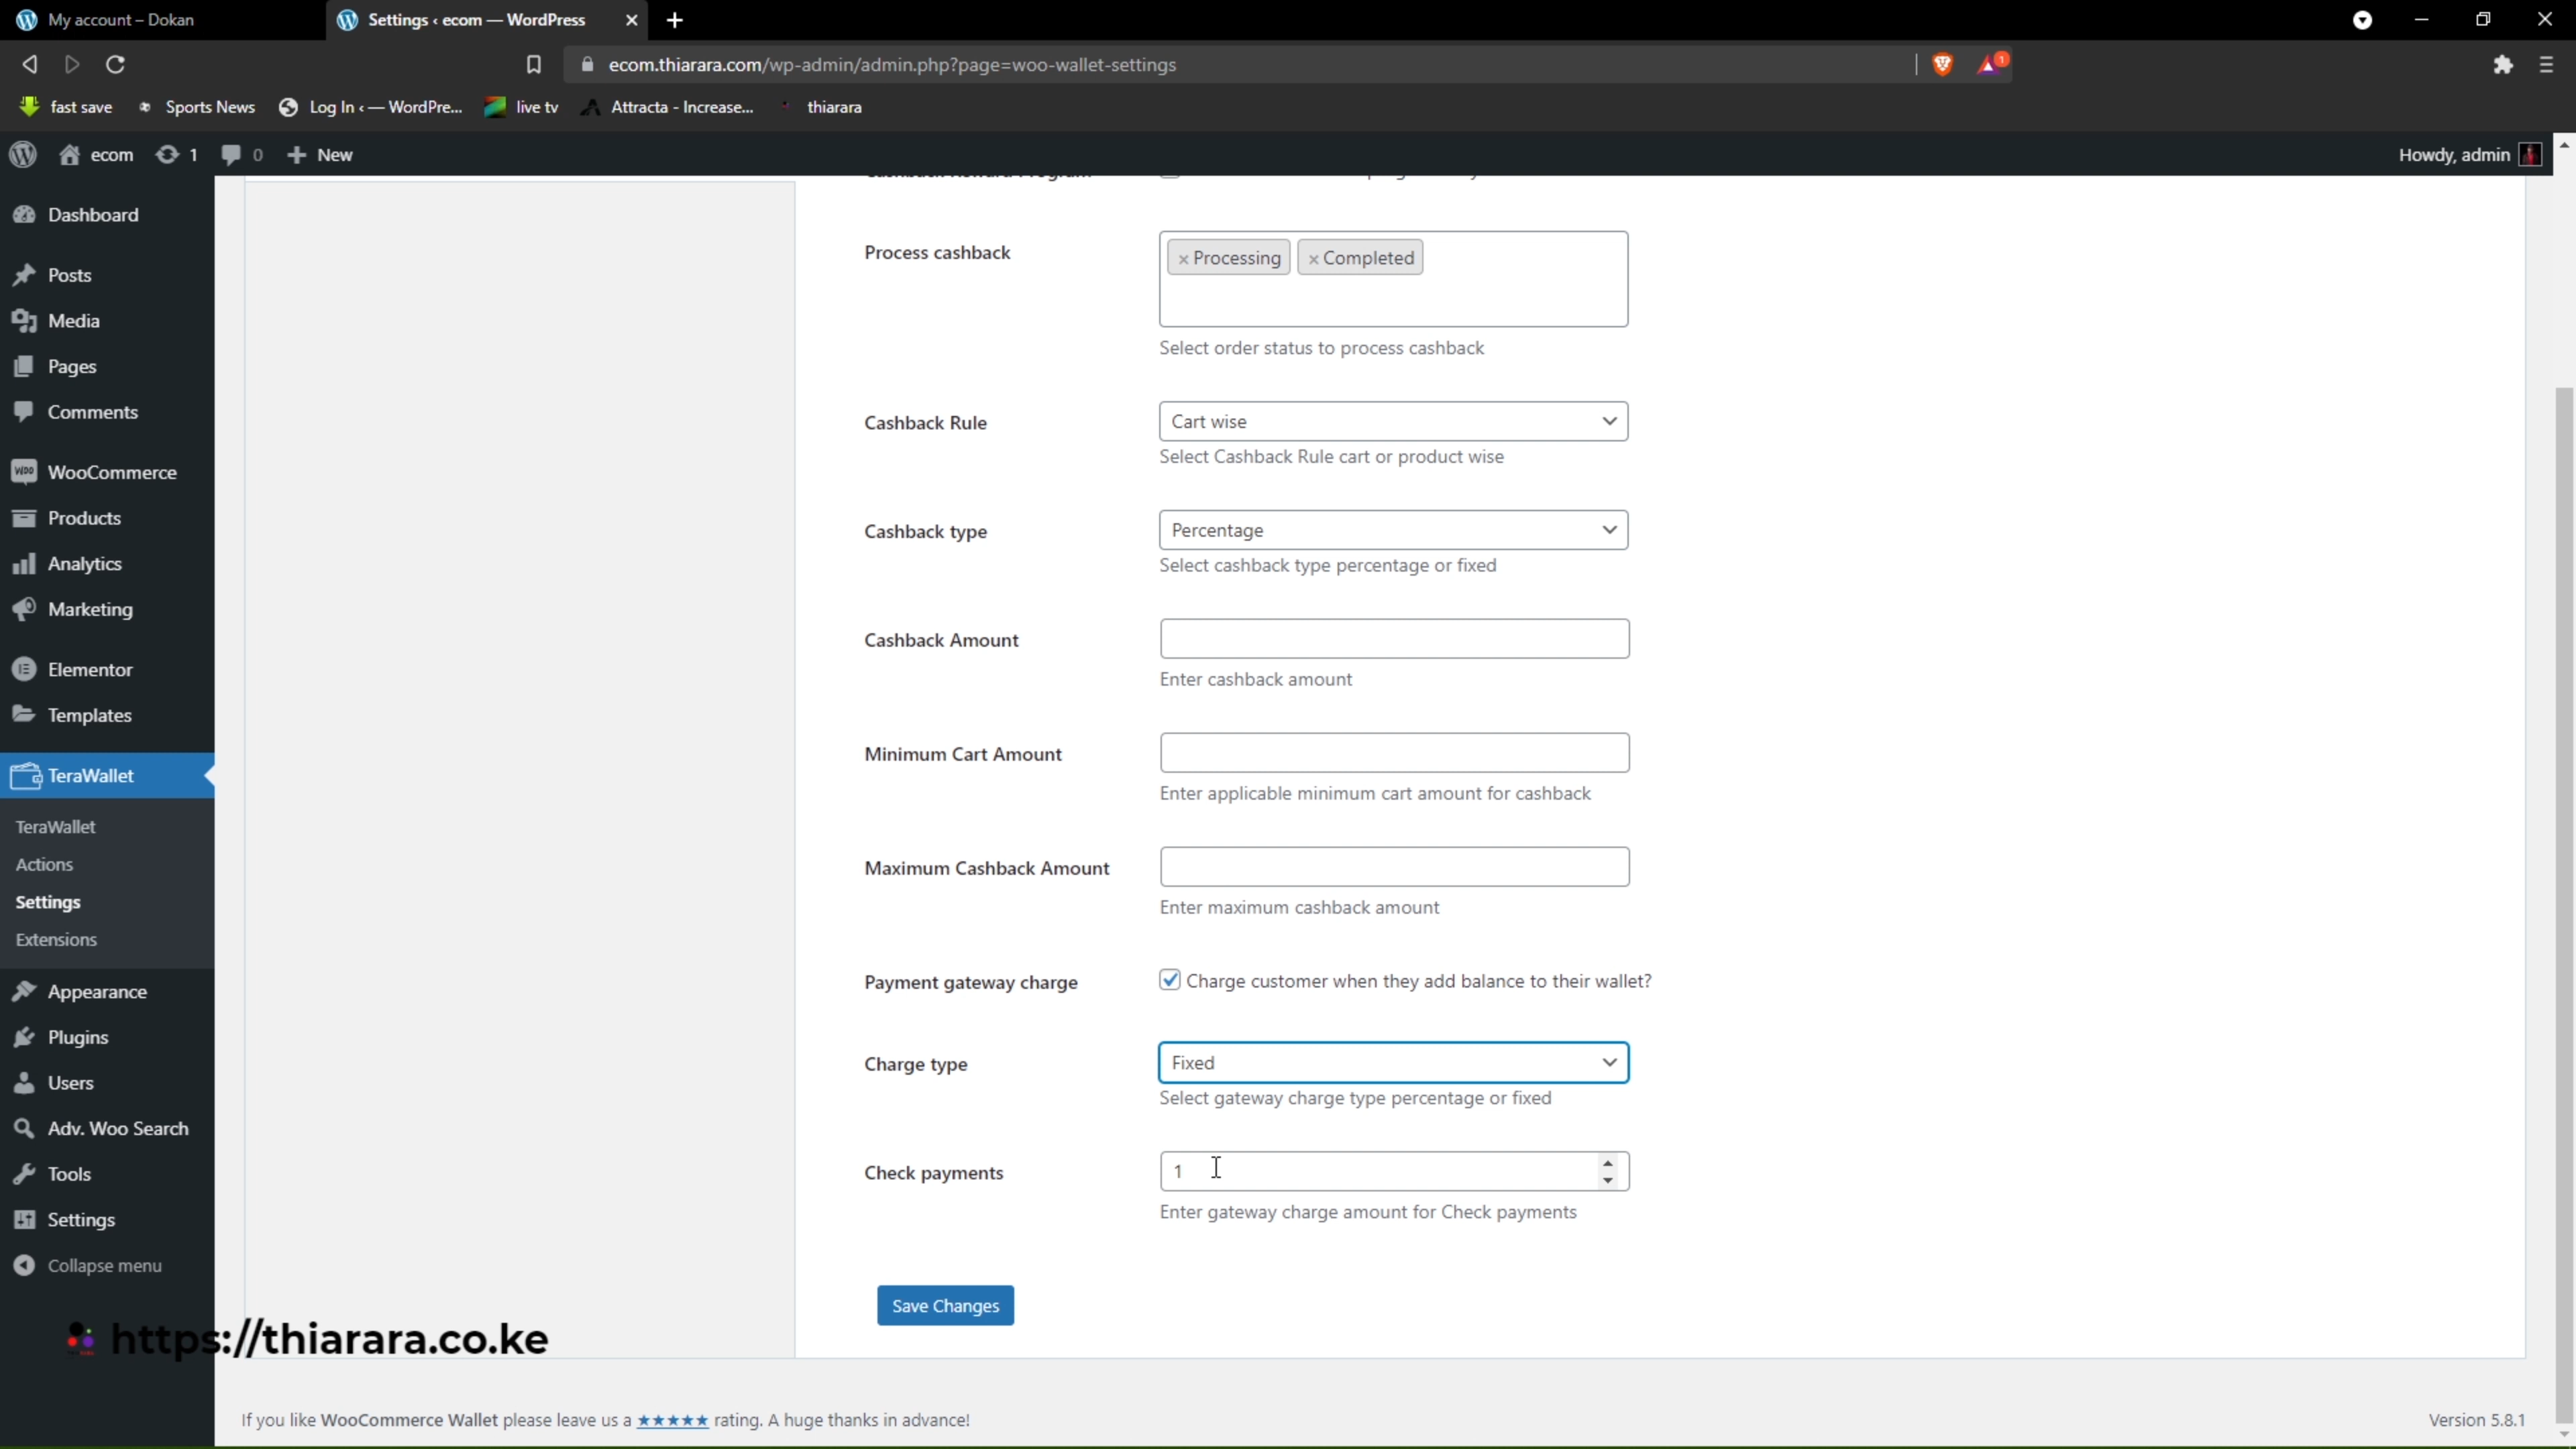 My account – Dokan
Settings ‹ ecom — WordPress
ecom.thiarara.com/wp-admin/admin.php?page=woo-wallet-settings
1
fast save
Sports News
Log In ‹ — WordPre...
live tv
Attracta - Increase...
thiarara
ecom
1
0
New
Howdy, admin
Dashboard
Posts
Media
Pages
Comments
WooCommerce
Products
Analytics
Marketing
Elementor
Templates
TeraWallet
TeraWallet
Actions
Settings
Extensions
Appearance
Plugins
Users
Adv. Woo Search
Tools
Settings
Collapse menu
Process cashback
× Processing
× Completed
Select order status to process cashback
Cashback Rule
Cart wise
Select Cashback Rule cart or product wise
Cashback type
Percentage
Select cashback type percentage or fixed
Cashback Amount
Enter cashback amount
Minimum Cart Amount
Enter applicable minimum cart amount for cashback
Maximum Cashback Amount
Enter maximum cashback amount
Payment gateway charge
Charge customer when they add balance to their wallet?
Charge type
Fixed
Select gateway charge type percentage or fixed
Check payments
1
Enter gateway charge amount for Check payments
Save Changes
https://thiarara.co.ke
If you like WooCommerce Wallet please leave us a ★★★★★ rating. A huge thanks in advance!
Version 5.8.1